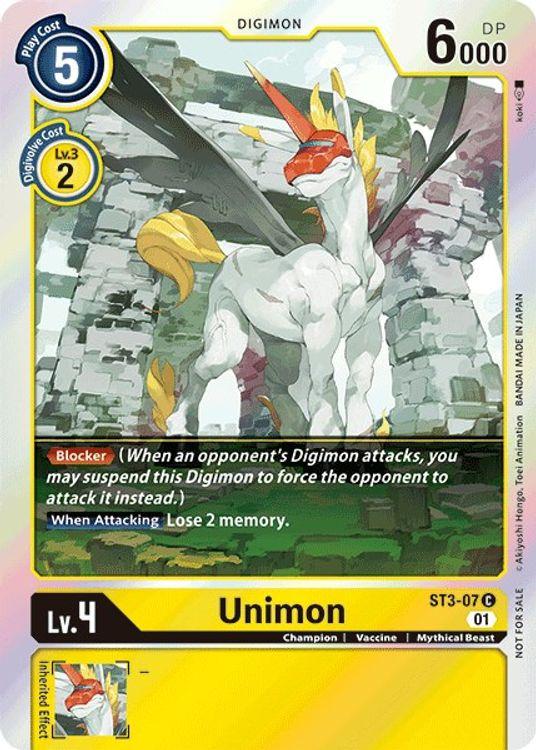 Play Cost
5
DIGIMON
6000
DP
Digivolve Cost
Lv.3
2
koki
Blocker (When an opponent's Digimon attacks, you
may suspend this Digimon to force the opponent to
attack it instead.)
When Attacking Lose 2 memory.
© Akiyoshi Hongo, Toei Animation BANDAI MADE IN JAPAN
NOT FOR SALE
Lv.4
Unimon
ST3-07 C
01
Champion | Vaccine | Mythical Beast
Inherited Effect
–